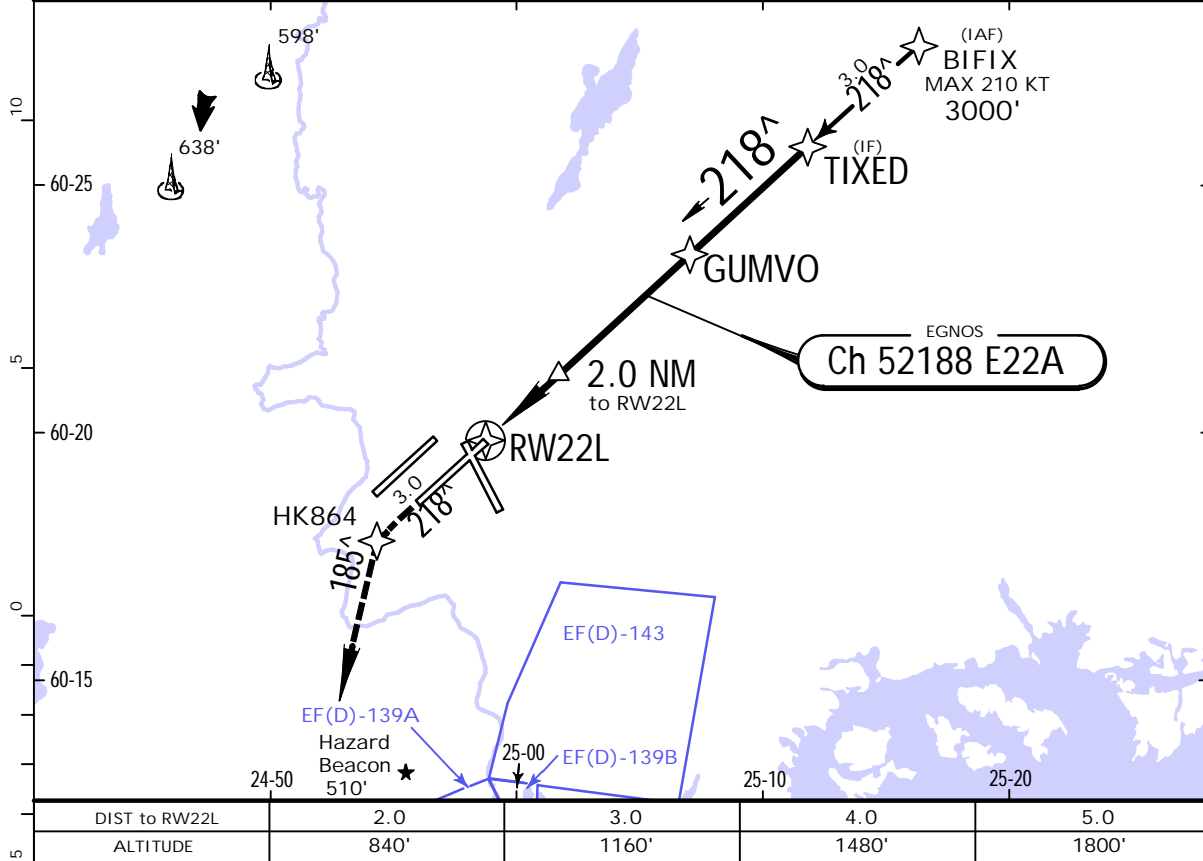 598'
(IAF)
BIFIX
MAX 210 KT
3000'
3.0
218^
10
638'
(IF)
TIXED
218^
60-25
GUMVO
EGNOS
Ch 52188 E22A
5
2.0 NM
to RW22L
60-20
RW22L
3.0
218^
HK864
185^
0
EF(D)-143
60-15
EF(D)-139A
Hazard
Beacon
510'
25-00
EF(D)-139B
24-50
25-10
25-20
DIST to RW22L 2.0 3.0 4.0 5.0
ALTITUDE 840' 1160' 1480' 1800'
5